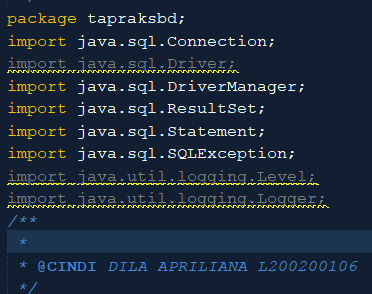 package tapraksbd;
import java.sql.Connection;
import java.sql.Driver;
import java.sql.DriverManager;
import java.sql.ResultSet;
import java.sql.Statement;
import java.sql.SQLException;
import java.util.logging.Level;
import java.util.logging.Logger;
/**
 *
 * @CINDI DILA APRILIANA L200200106
 */